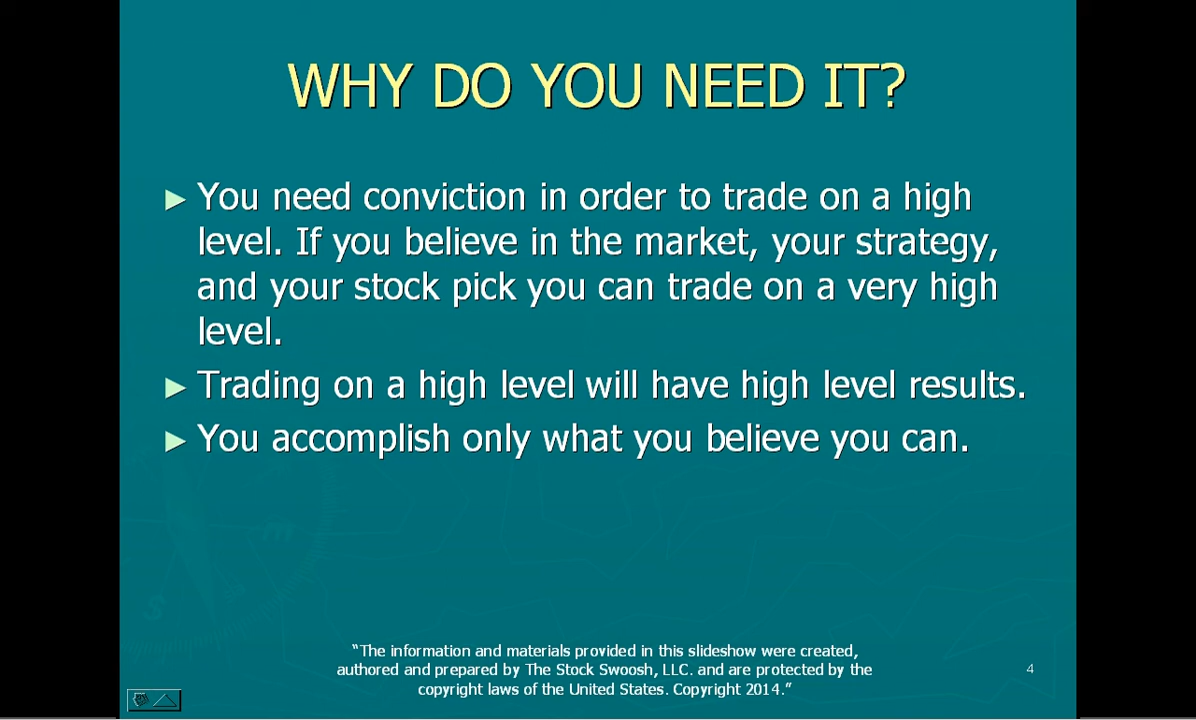 WHY DO YOU NEED IT?
► You need conviction in order to trade on a high
level. If you believe in the market, your strategy,
and your stock pick you can trade on a very high
level.
► Trading on a high level will have high level results.
► You accomplish only what you believe you can.
“The information and materials provided in this slideshow were created,
authored and prepared by The Stock Swoosh, LLC. and are protected by the
copyright laws of the United States. Copyright 2014.”
4